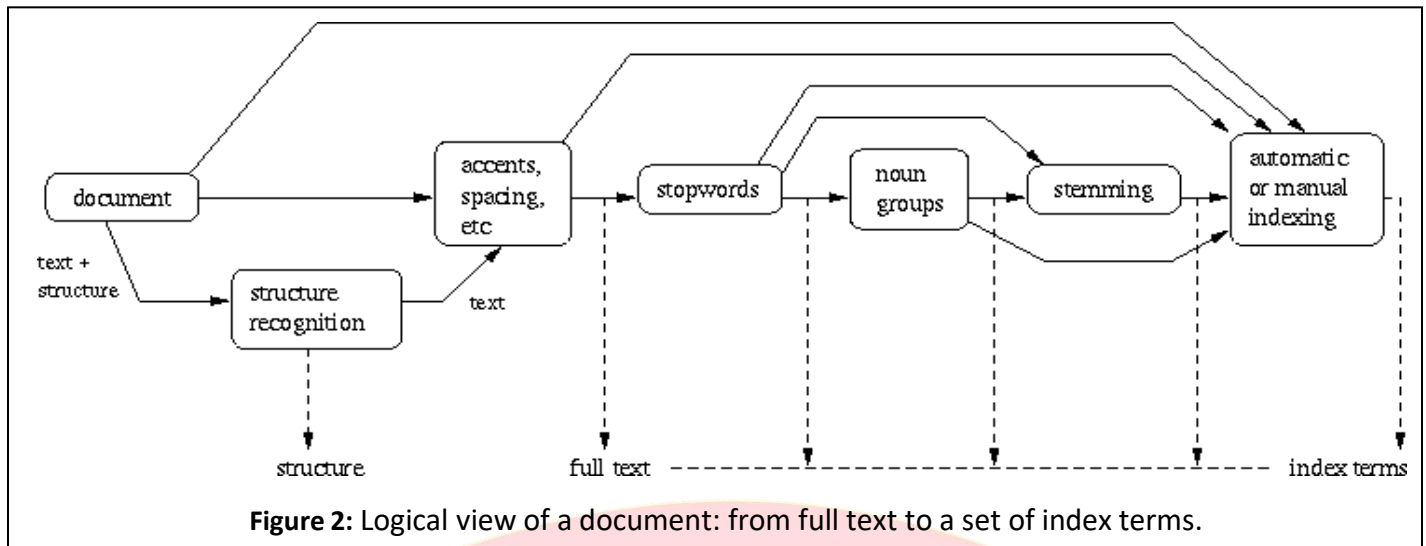 document
text +
structure
structure
recognition
text
accents,
spacing,
etc
stopwords
noun
groups
stemming
automatic
or manual
indexing
structure
full text
index terms
Figure 2: Logical view of a document: from full text to a set of index terms.